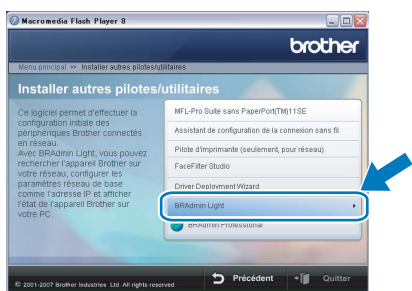 Macromedia Flash Player 8
brother
Menu principal >> Installer autres pilotes/utilitaires
Installer autres pilotes/utilitaires
Ce logiciel permet d'effectuer la
configuration initiale des
périphériques Brother connectés
en réseau.
Avec BRAdmin Light, vous pouvez
rechercher l'appareil Brother sur
votre réseau, configurer les
paramètres réseau de base
comme l'adresse IP et afficher
l'état de l'appareil Brother sur
votre PC.
MFL-Pro Suite sans PaperPort(TM)11SE
Assistant de configuration de la connexion sans fil
Pilote d'imprimante (seulement, pour réseau)
FaceFilter Studio
Driver Deployment Wizard
BRAdmin Light
BRAdmin Professional
© 2001-2007 Brother Industries Ltd. All rights reserved
Précédent
Quitter